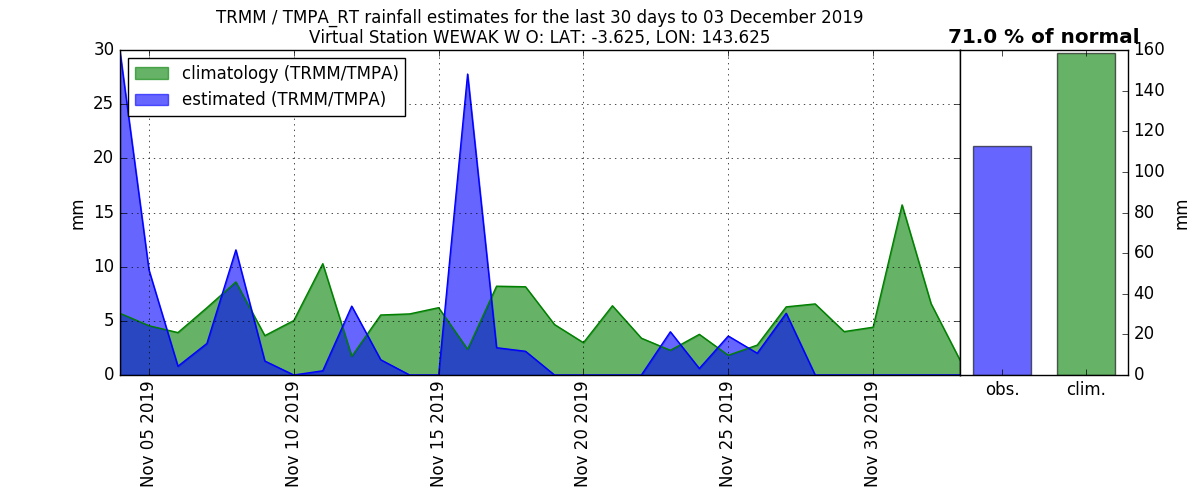 TRMM / TMPA_RT rainfall estimates for the last 30 days to 03 December 2019
Virtual Station WEWAK W O: LAT: -3.625, LON: 143.625
71.0 % of normal
climatology (TRMM/TMPA)
estimated (TRMM/TMPA)
30
25
20
15
10
5
0
mm
160
140
120
100
80
60
40
20
0
mm
Nov 05 2019
Nov 10 2019
Nov 15 2019
Nov 20 2019
Nov 25 2019
Nov 30 2019
obs.
clim.